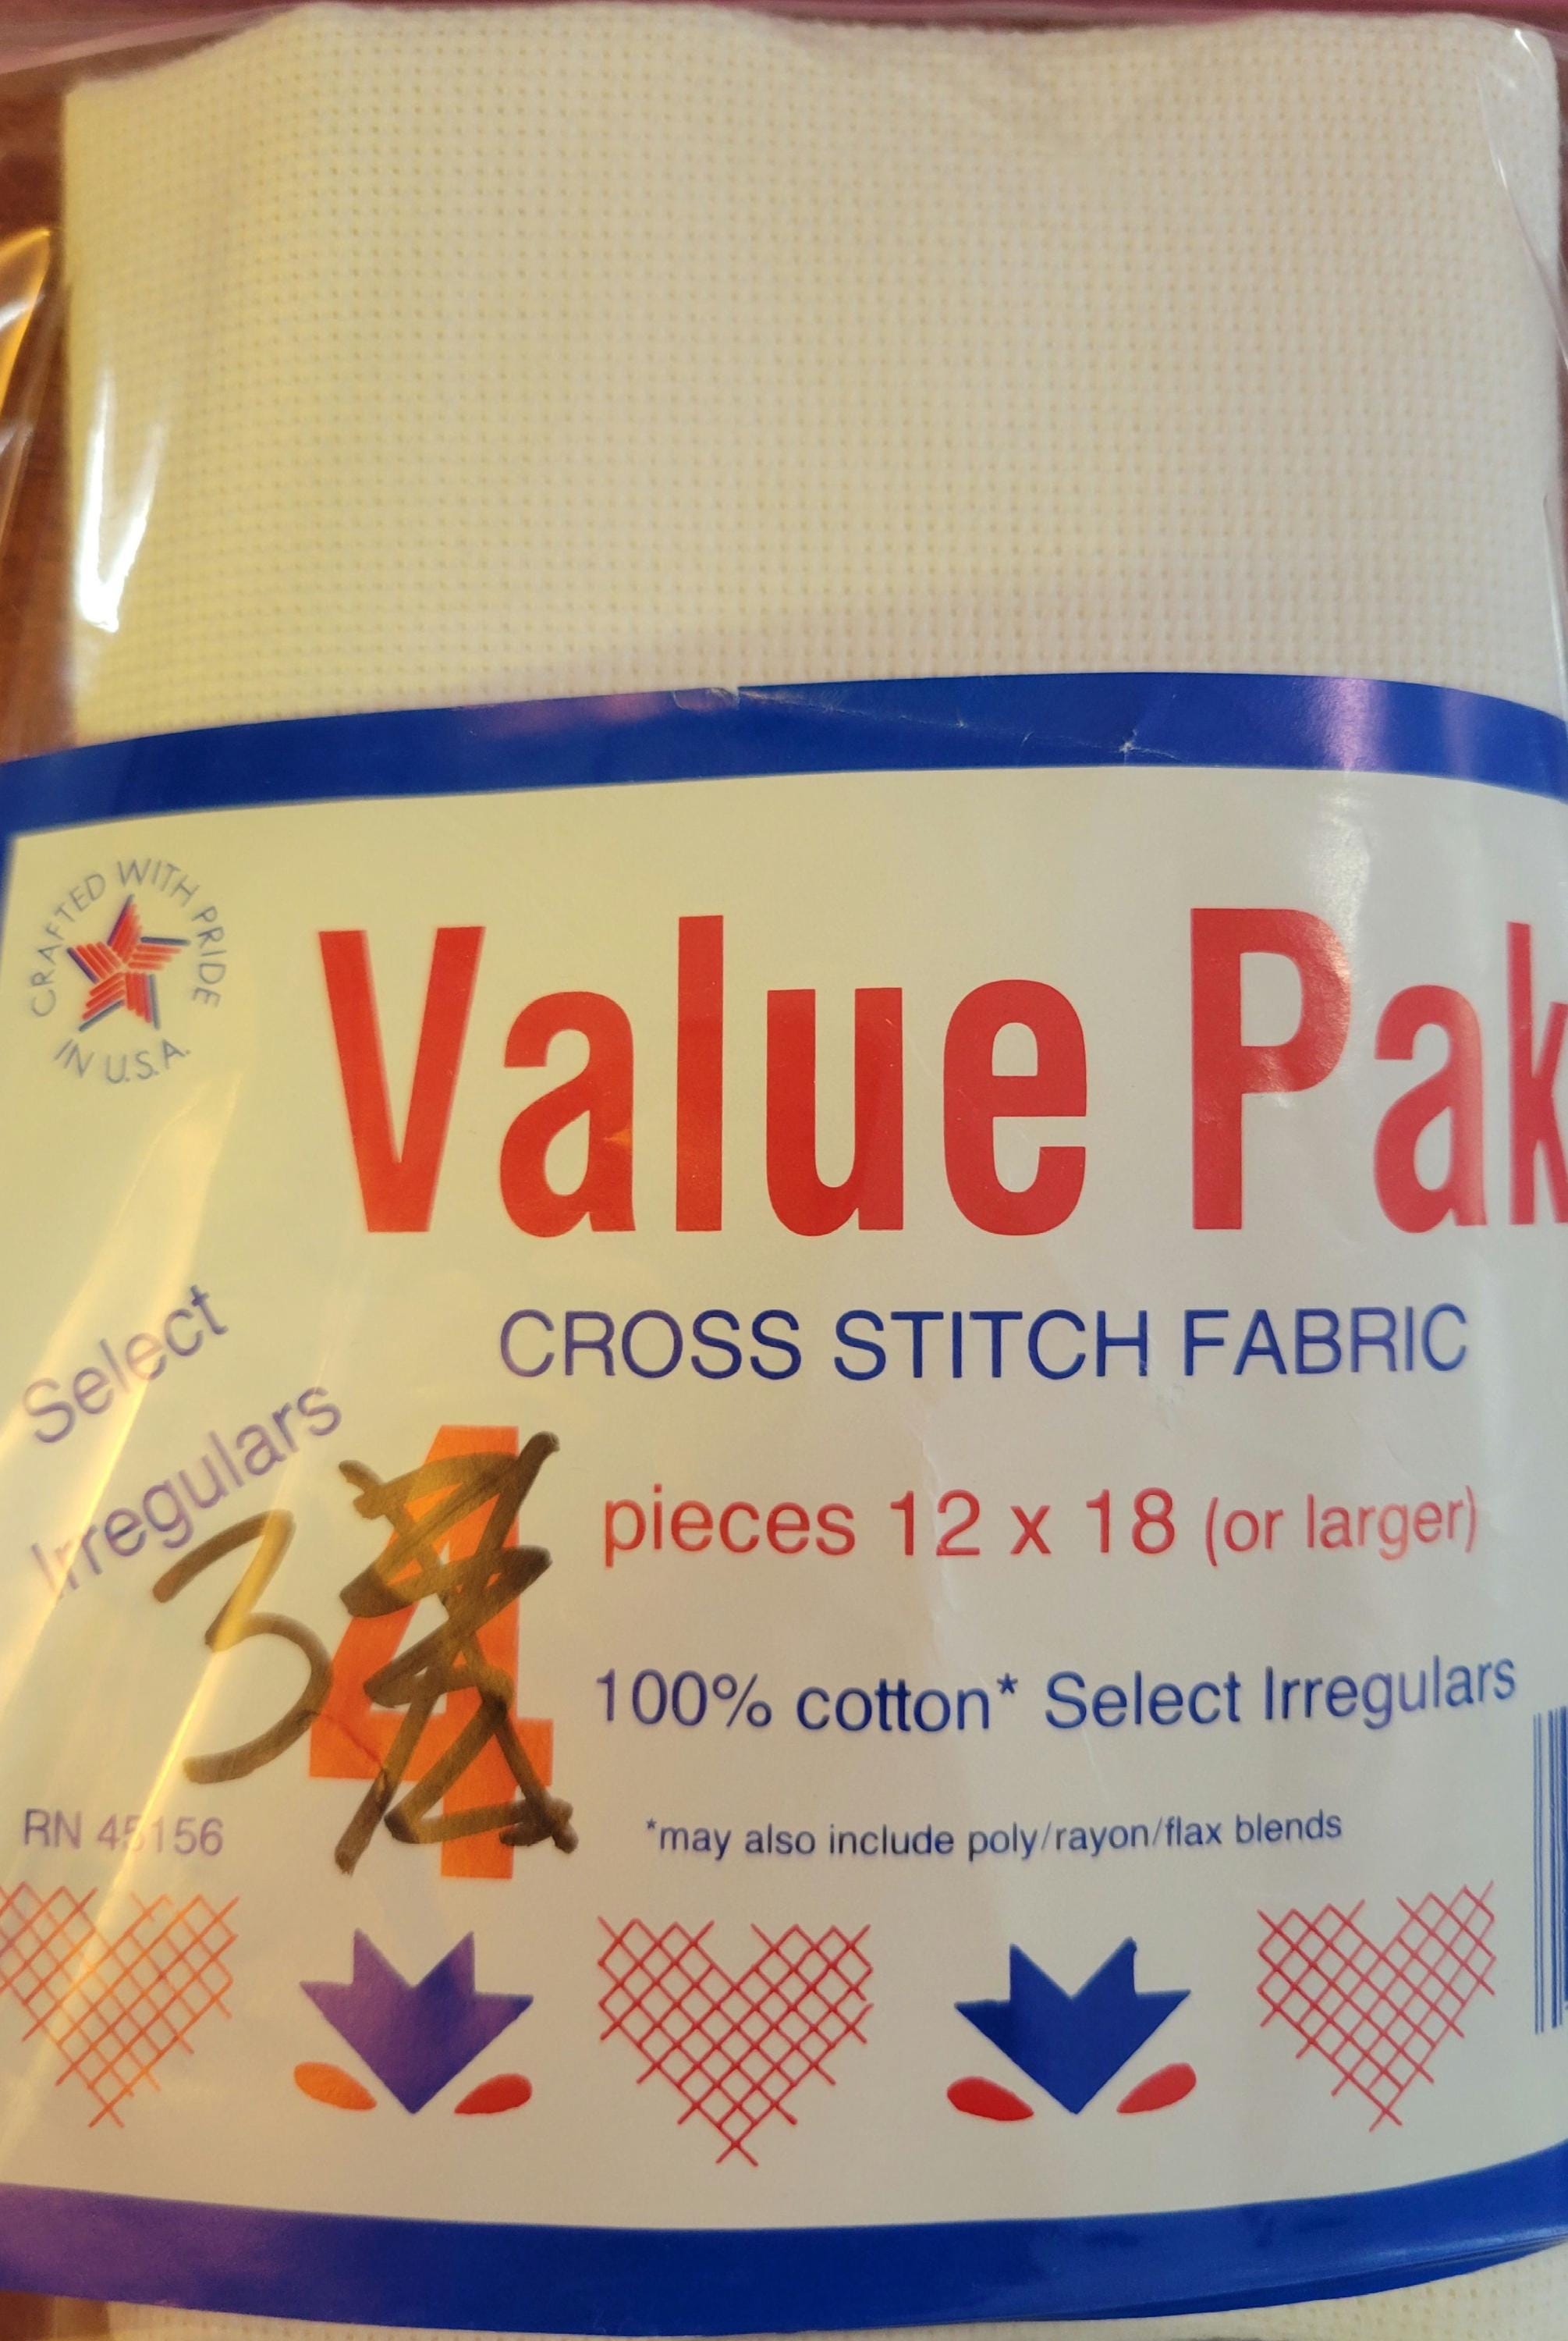 CRAFTED WITH PRIDE
IN U.S.A.
Value Pak
CROSS STITCH FABRIC
Select
Irregulars
3 4 pieces 12 x 18 (or larger)
100% cotton* Select Irregulars
RN 45156
*may also include poly/rayon/flax blends